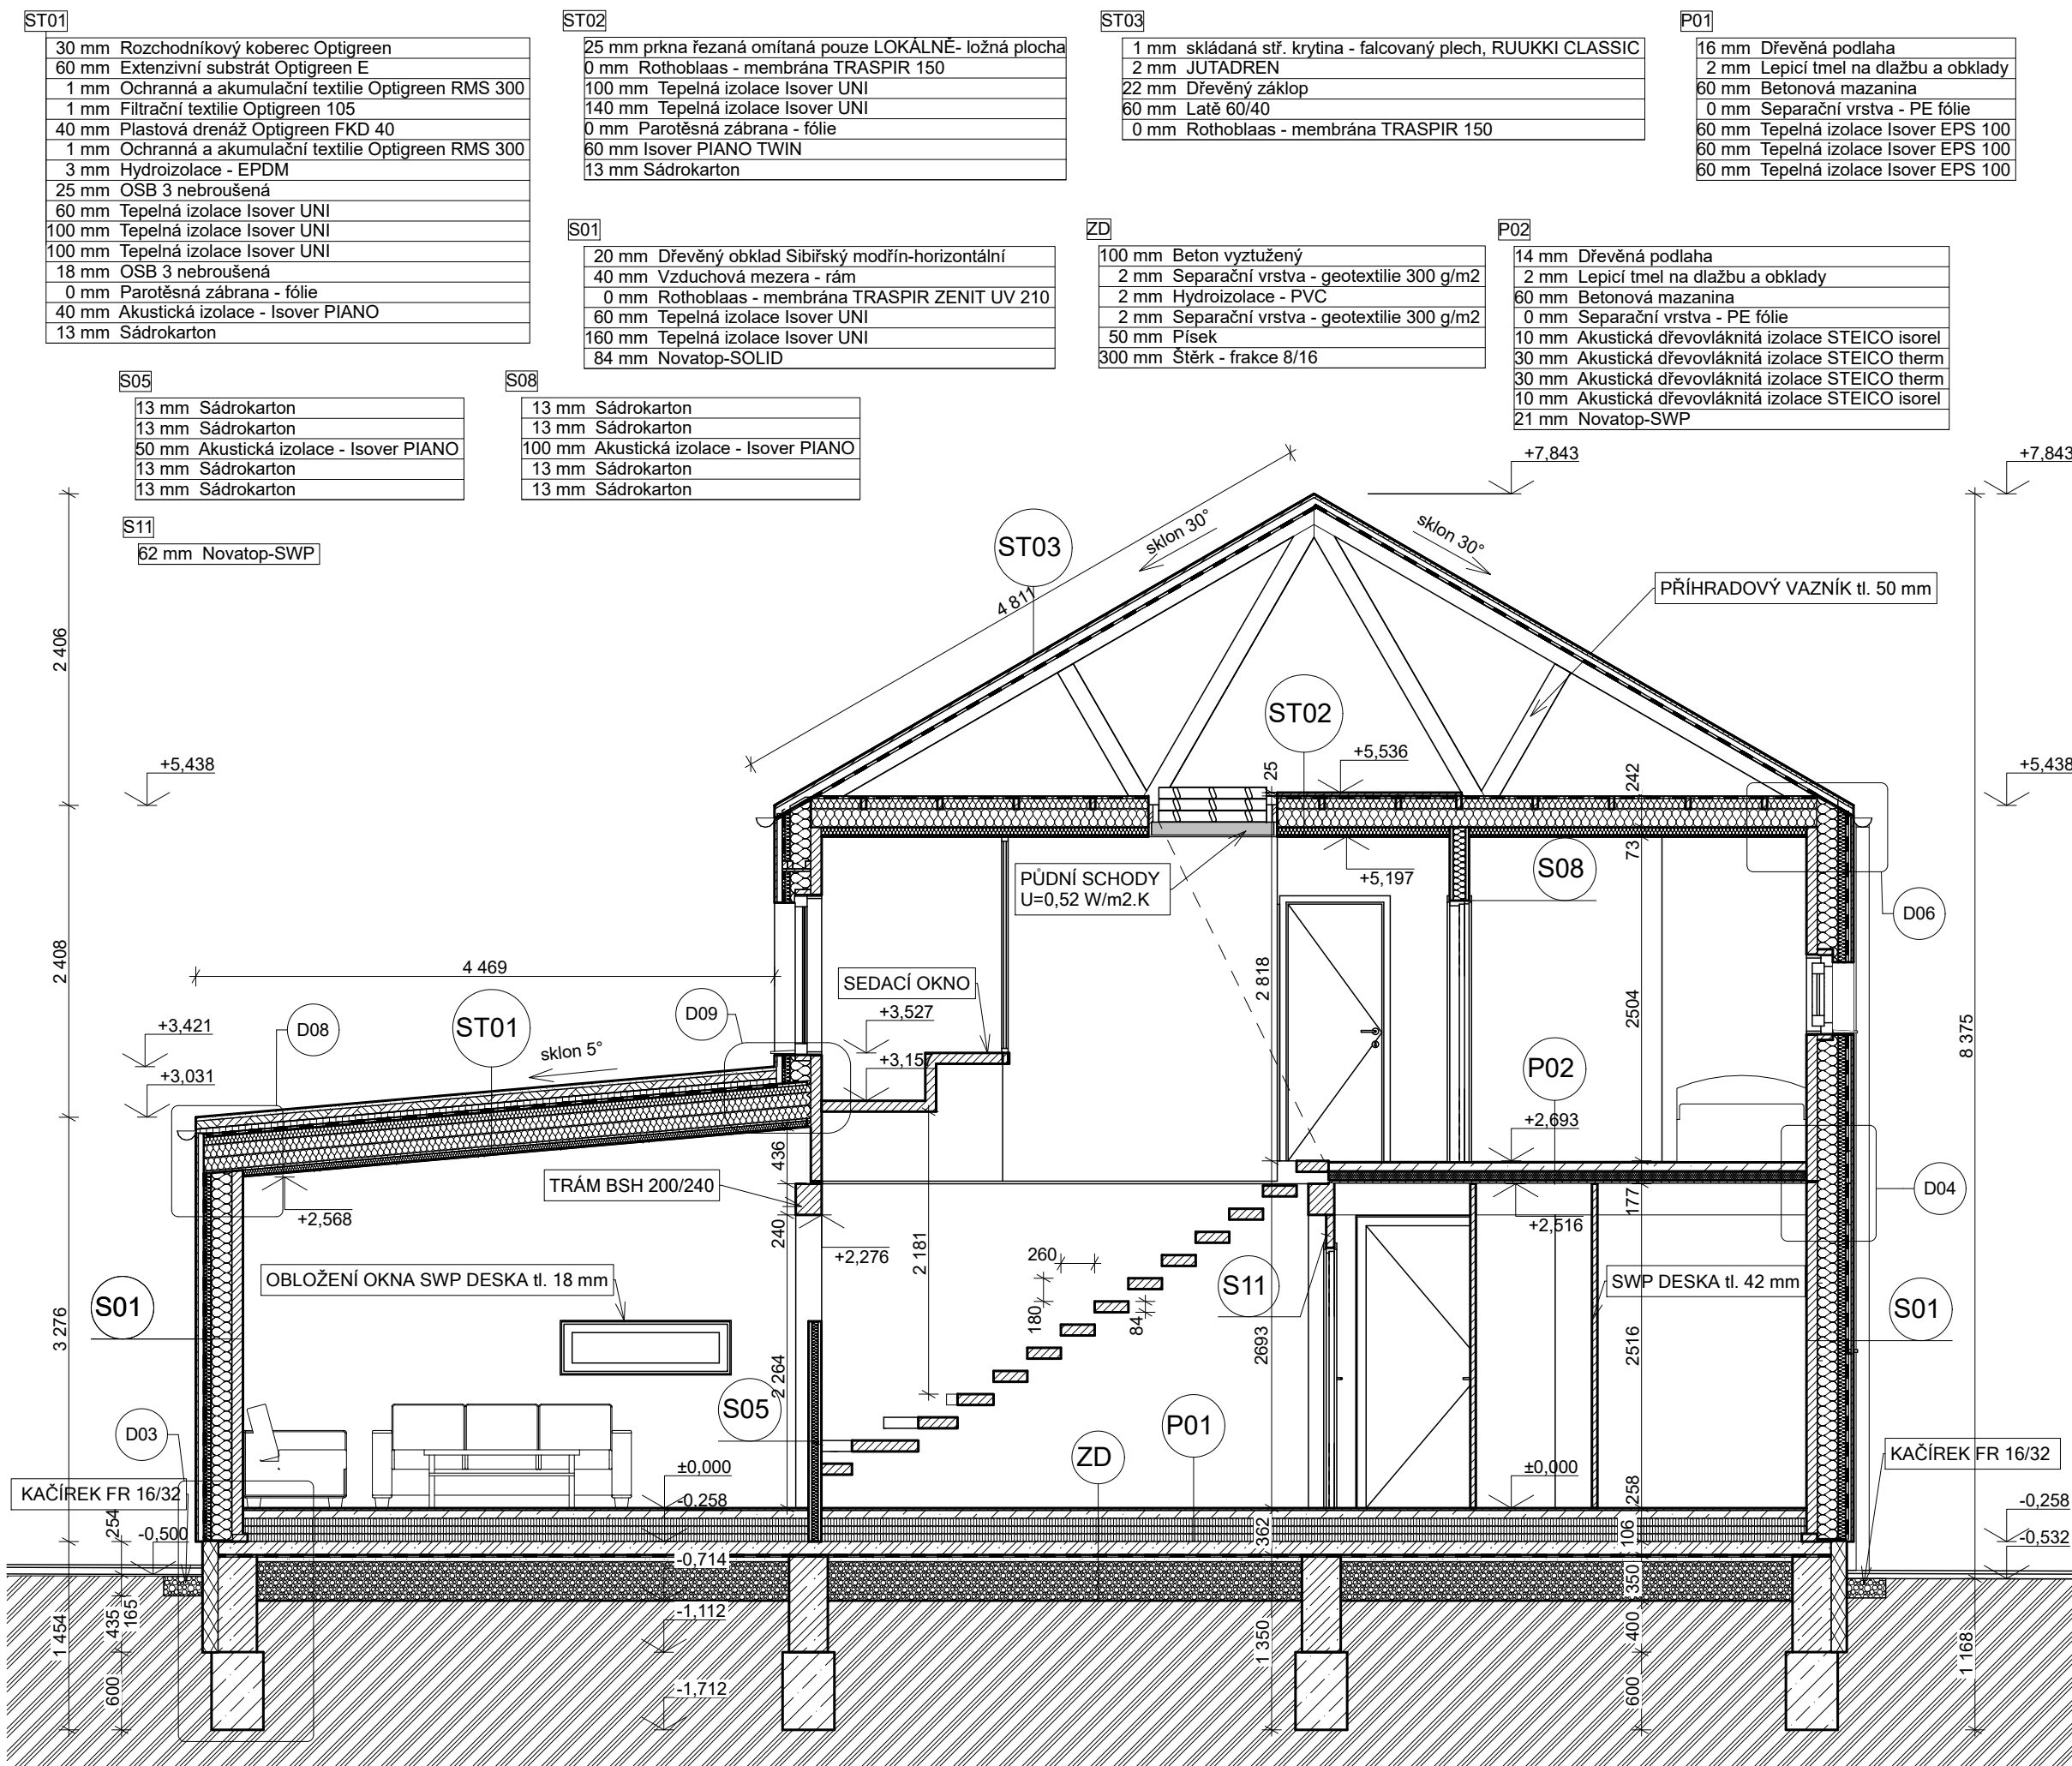 ST01
30 mm Rozchodníkový koberec Optigreen
60 mm Extenzivní substrát Optigreen E
1 mm Ochranná a akumulační textilie Optigreen RMS 300
1 mm Filtrační textilie Optigreen 105
40 mm Plastová drenáž Optigreen FKD 40
1 mm Ochranná a akumulační textilie Optigreen RMS 300
3 mm Hydroizolace - EPDM
25 mm OSB 3 nebroušená
60 mm Tepelná izolace Isover UNI
100 mm Tepelná izolace Isover UNI
100 mm Tepelná izolace Isover UNI
18 mm OSB 3 nebroušená
0 mm Parotěsná zábrana - fólie
40 mm Akustická izolace - Isover PIANO
13 mm Sádrokarton
ST02
25 mm prkna řezaná omítaná pouze LOKÁLNĚ- ložná plocha
0 mm Rothoblaas - membrána TRASPIR 150
100 mm Tepelná izolace Isover UNI
140 mm Tepelná izolace Isover UNI
0 mm Parotěsná zábrana - fólie
60 mm Isover PIANO TWIN
13 mm Sádrokarton
ST03
1 mm skládaná stř. krytina - falcovaný plech, RUUKKI CLASSIC
2 mm JUTADREN
22 mm Dřevěný záklop
60 mm Latě 60/40
0 mm Rothoblaas - membrána TRASPIR 150
P01
16 mm Dřevěná podlaha
2 mm Lepicí tmel na dlažbu a obklady
60 mm Betonová mazanina
0 mm Separační vrstva - PE fólie
60 mm Tepelná izolace Isover EPS 100
60 mm Tepelná izolace Isover EPS 100
60 mm Tepelná izolace Isover EPS 100
S01
20 mm Dřevěný obklad Sibiřský modřín-horizontální
40 mm Vzduchová mezera - rám
0 mm Rothoblaas - membrána TRASPIR ZENIT UV 210
60 mm Tepelná izolace Isover UNI
160 mm Tepelná izolace Isover UNI
84 mm Novatop-SOLID
ZD
100 mm Beton vyztužený
2 mm Separační vrstva - geotextilie 300 g/m2
2 mm Hydroizolace - PVC
2 mm Separační vrstva - geotextilie 300 g/m2
50 mm Písek
300 mm Štěrk - frakce 8/16
P02
14 mm Dřevěná podlaha
2 mm Lepicí tmel na dlažbu a obklady
60 mm Betonová mazanina
0 mm Separační vrstva - PE fólie
10 mm Akustická dřevovláknitá izolace STEICO isorel
30 mm Akustická dřevovláknitá izolace STEICO therm
30 mm Akustická dřevovláknitá izolace STEICO therm
10 mm Akustická dřevovláknitá izolace STEICO isorel
21 mm Novatop-SWP
S05
13 mm Sádrokarton
13 mm Sádrokarton
50 mm Akustická izolace - Isover PIANO
13 mm Sádrokarton
13 mm Sádrokarton
S08
13 mm Sádrokarton
13 mm Sádrokarton
100 mm Akustická izolace - Isover PIANO
13 mm Sádrokarton
13 mm Sádrokarton
S11
62 mm Novatop-SWP
+7,843
+7,843
ST03
sklon 30°
sklon 30°
4 811
PŘÍHRADOVÝ VAZNÍK tl. 50 mm
2 406
ST02
+5,438
+5,536
25
242
+5,438
PŮDNÍ SCHODY
U=0,52 W/m2.K
+5,197
73
S08
D06
2 408
4 469
SEDACÍ OKNO
2 818
2504
8 375
+3,421
D08
ST01
D09
+3,527
sklon 5°
+3,15
P02
+3,031
+2,693
436
TRÁM BSH 200/240
D04
+2,568
240
+2,276
177
+2,516
2 181
260
OBLOŽENÍ OKNA SWP DESKA tl. 18 mm
S11
SWP DESKA tl. 42 mm
S01
S01
180
84
3 276
2693
2516
2 264
S05
P01
D03
ZD
KAČÍREK FR 16/32
KAČÍREK FR 16/32
±0,000
±0,000
-0,258
258
-0,258
254
-0,500
362
106
-0,532
-0,714
350
1 454
435
165
-1,112
1 350
400
1 168
600
-1,712
600